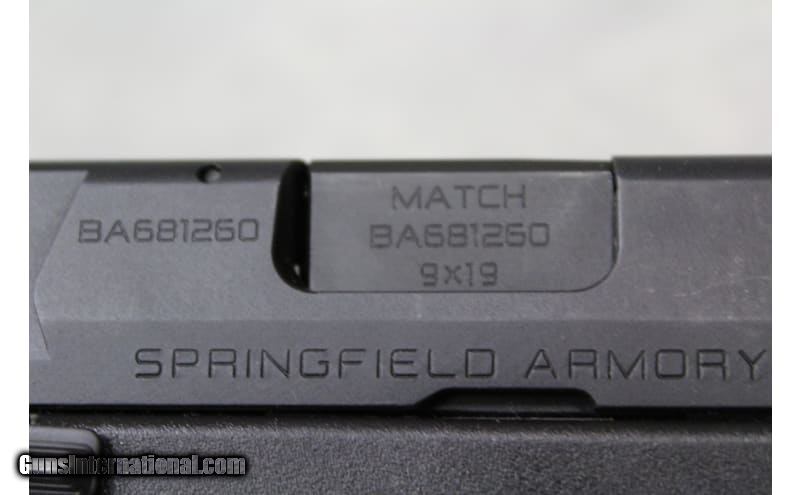 MATCH
BA681260
BA681260
9x19
SPRINGFIELD ARMORY
GunsInternational.com